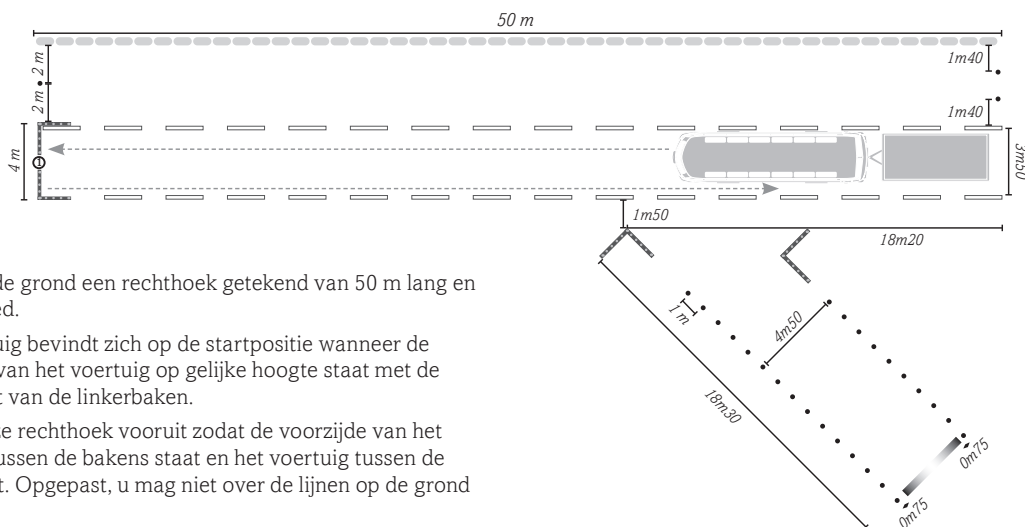 50 m
2 m
1m40
2 m
1m40
4 m
1
3m50
1m50
18m20
de grond een rechthoek getekend van 50 m lang en
ed.
1 m
4m50
uig bevindt zich op de startpositie wanneer de
van het voertuig op gelijke hoogte staat met de
t van de linkerbaken.
18m30
ze rechthoek vooruit zodat de voorzijde van het
ussen de bakens staat en het voertuig tussen de
t. Opgepast, u mag niet over de lijnen op de grond
0m75
0m75